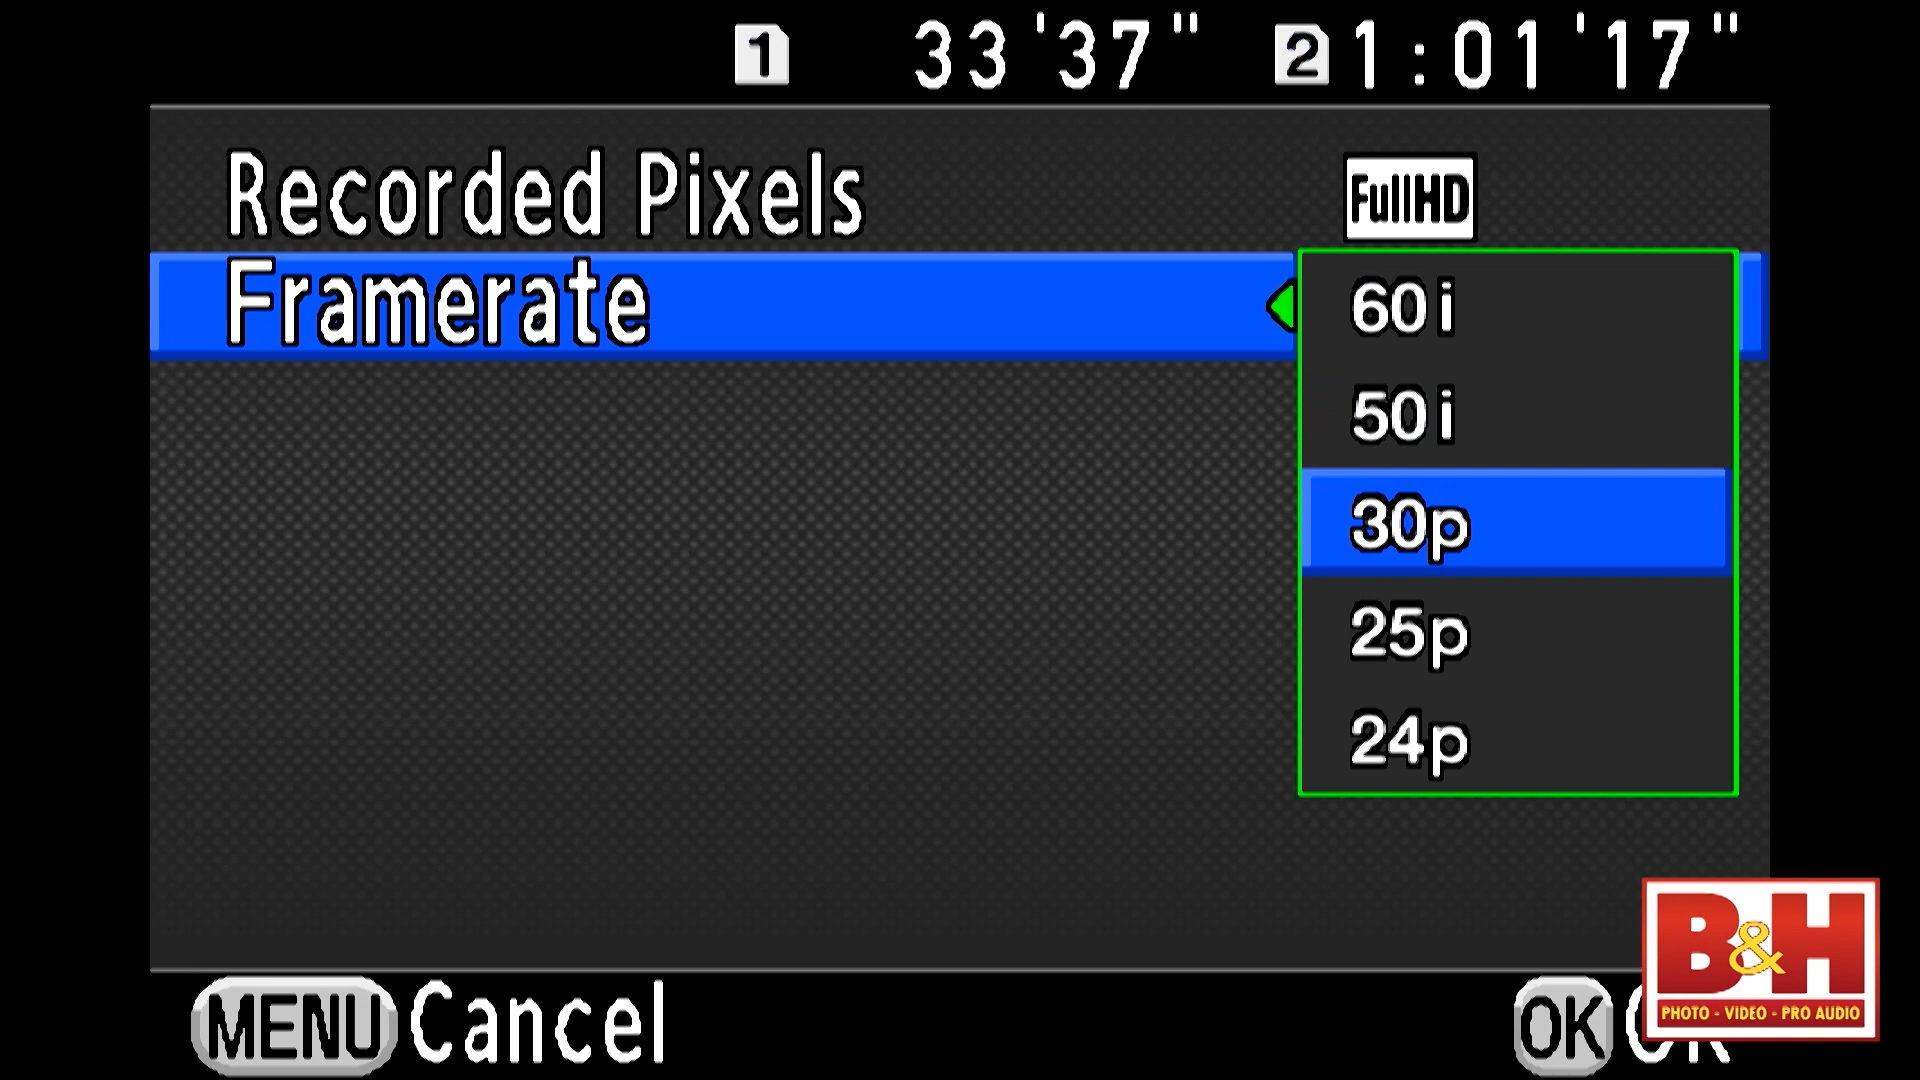 1 33'37" 2 1:01'17"
Recorded Pixels FullHD
Framerate 60i
50i
30p
25p
24p
MENU Cancel OK OK
B&H
PHOTO - VIDEO - PRO AUDIO